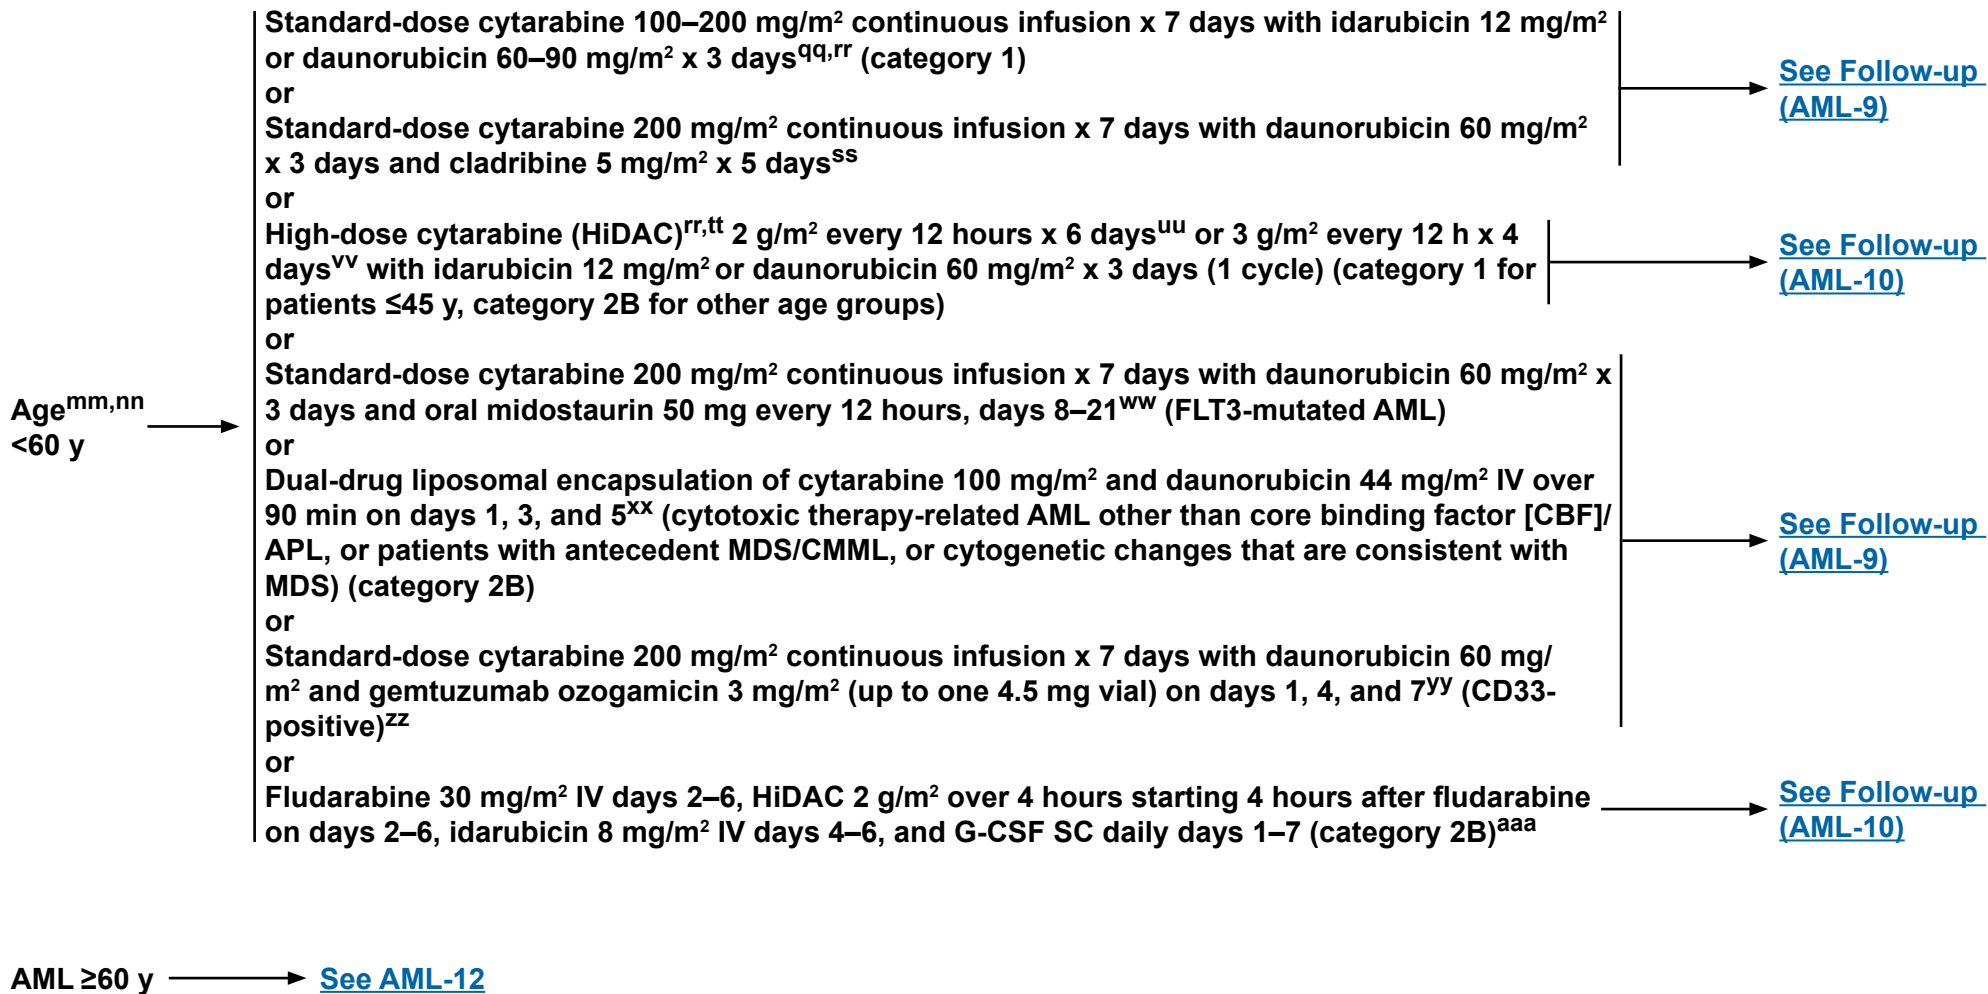 Standard-dose cytarabine 100–200 mg/m² continuous infusion x 7 days with idarubicin 12 mg/m²
or daunorubicin 60–90 mg/m² x 3 daysqq,rr (category 1)
or
Standard-dose cytarabine 200 mg/m² continuous infusion x 7 days with daunorubicin 60 mg/m²
x 3 days and cladribine 5 mg/m² x 5 daysss
See Follow-up
(AML-9)
or
High-dose cytarabine (HiDAC)rr,tt 2 g/m² every 12 hours x 6 daysuu or 3 g/m² every 12 h x 4
daysvv with idarubicin 12 mg/m² or daunorubicin 60 mg/m² x 3 days (1 cycle) (category 1 for
patients ≤45 y, category 2B for other age groups)
See Follow-up
(AML-10)
or
Agemm,nn
<60 y
Standard-dose cytarabine 200 mg/m² continuous infusion x 7 days with daunorubicin 60 mg/m² x
3 days and oral midostaurin 50 mg every 12 hours, days 8–21ww (FLT3-mutated AML)
or
Dual-drug liposomal encapsulation of cytarabine 100 mg/m² and daunorubicin 44 mg/m² IV over
90 min on days 1, 3, and 5xx (cytotoxic therapy-related AML other than core binding factor [CBF]/
APL, or patients with antecedent MDS/CMML, or cytogenetic changes that are consistent with
MDS) (category 2B)
or
Standard-dose cytarabine 200 mg/m² continuous infusion x 7 days with daunorubicin 60 mg/
m² and gemtuzumab ozogamicin 3 mg/m² (up to one 4.5 mg vial) on days 1, 4, and 7yy (CD33-
positive)zz
See Follow-up
(AML-9)
or
Fludarabine 30 mg/m² IV days 2–6, HiDAC 2 g/m² over 4 hours starting 4 hours after fludarabine
on days 2–6, idarubicin 8 mg/m² IV days 4–6, and G-CSF SC daily days 1–7 (category 2B)aaa
See Follow-up
(AML-10)
AML ≥60 y
See AML-12